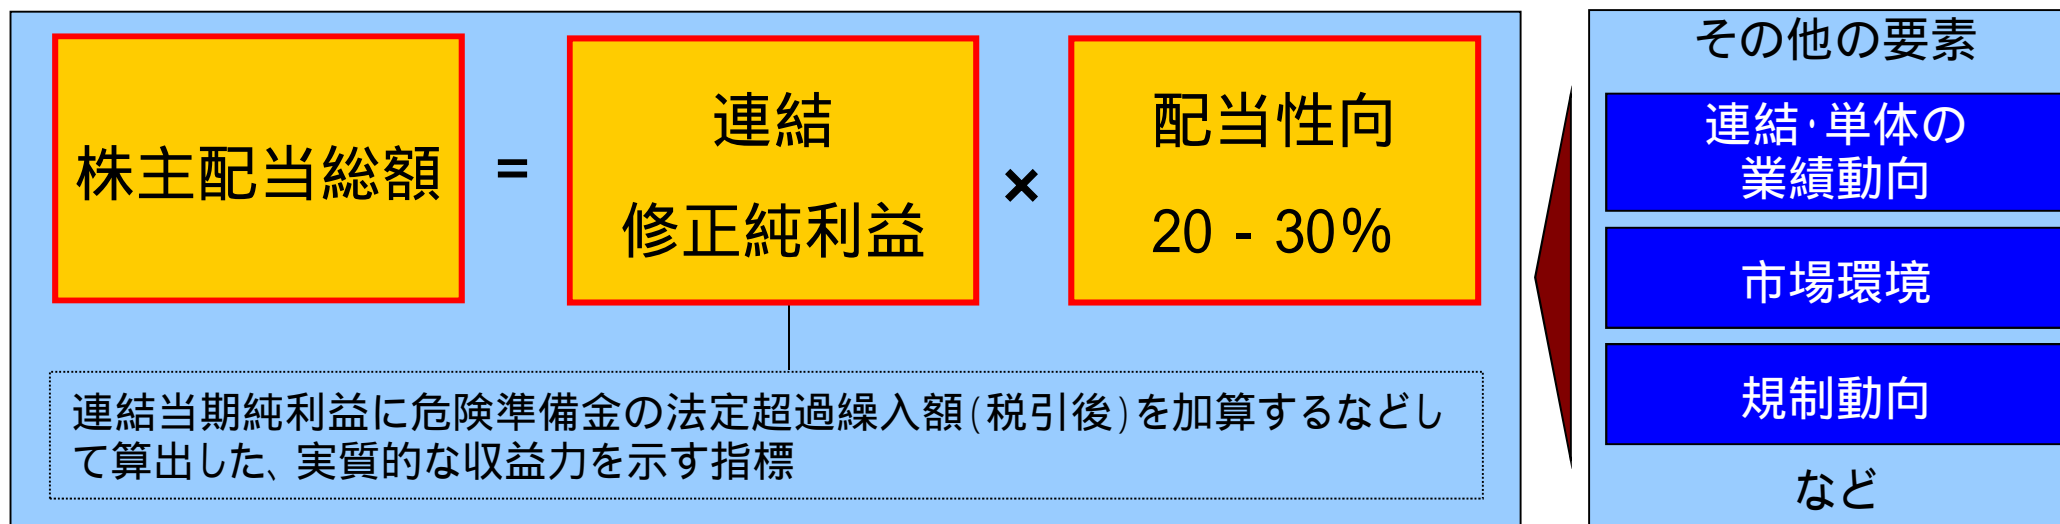 株主配当総額
=
連結
修正純利益
×
配当性向
20 - 30%
連結当期純利益に危険準備金の法定超過繰入額(税引後)を加算するなどし
て算出した、実質的な収益力を示す指標
その他の要素
連結・単体の
業績動向
市場環境
規制動向
など